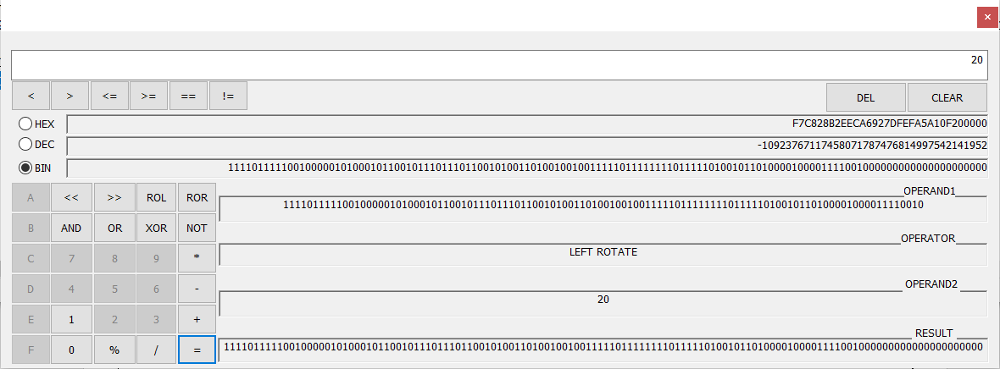 20
< > <= >= == != DEL CLEAR
HEX F7C828B2EECA6927DFEFA5A10F200000
DEC -10923767117458071787476814997542141952
BIN 11110111110010000010100010110010111011101100101001101001001001111101111111101111101001011010000100001111001000000000000000000000
A << >> ROL ROR OPERAND1
111101111100100000101000101100101110111011001010011010010010011111011111111011111010010110100001000011110010
B AND OR XOR NOT
OPERATOR
C 7 8 9 * LEFT ROTATE
D 4 5 6 - OPERAND2
20
E 1 2 3 +
RESULT
F 0 % / = 11110111110010000010100010110010111011101100101001101001001001111101111111101111101001011010000100001111001000000000000000000000